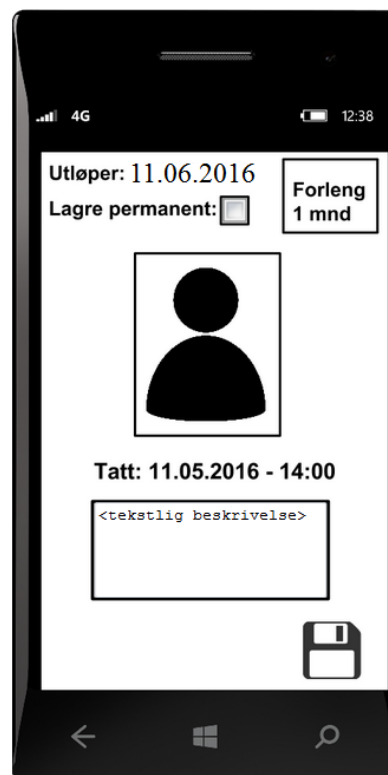 4G 12:38
Utløper: 11.06.2016
Lagre permanent:
Forleng
1 mnd
Tatt: 11.05.2016 - 14:00
<tekstlig beskrivelse>